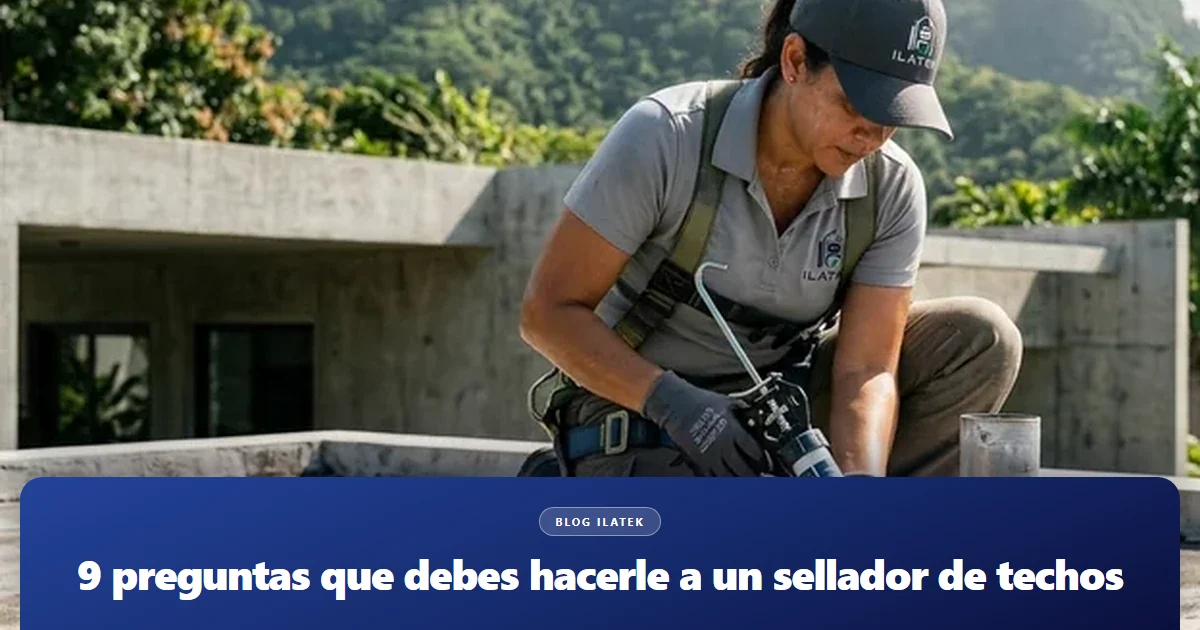 ILATEK
ILATEK
BLOG ILATEK
9 preguntas que debes hacerle a un sellador de techos